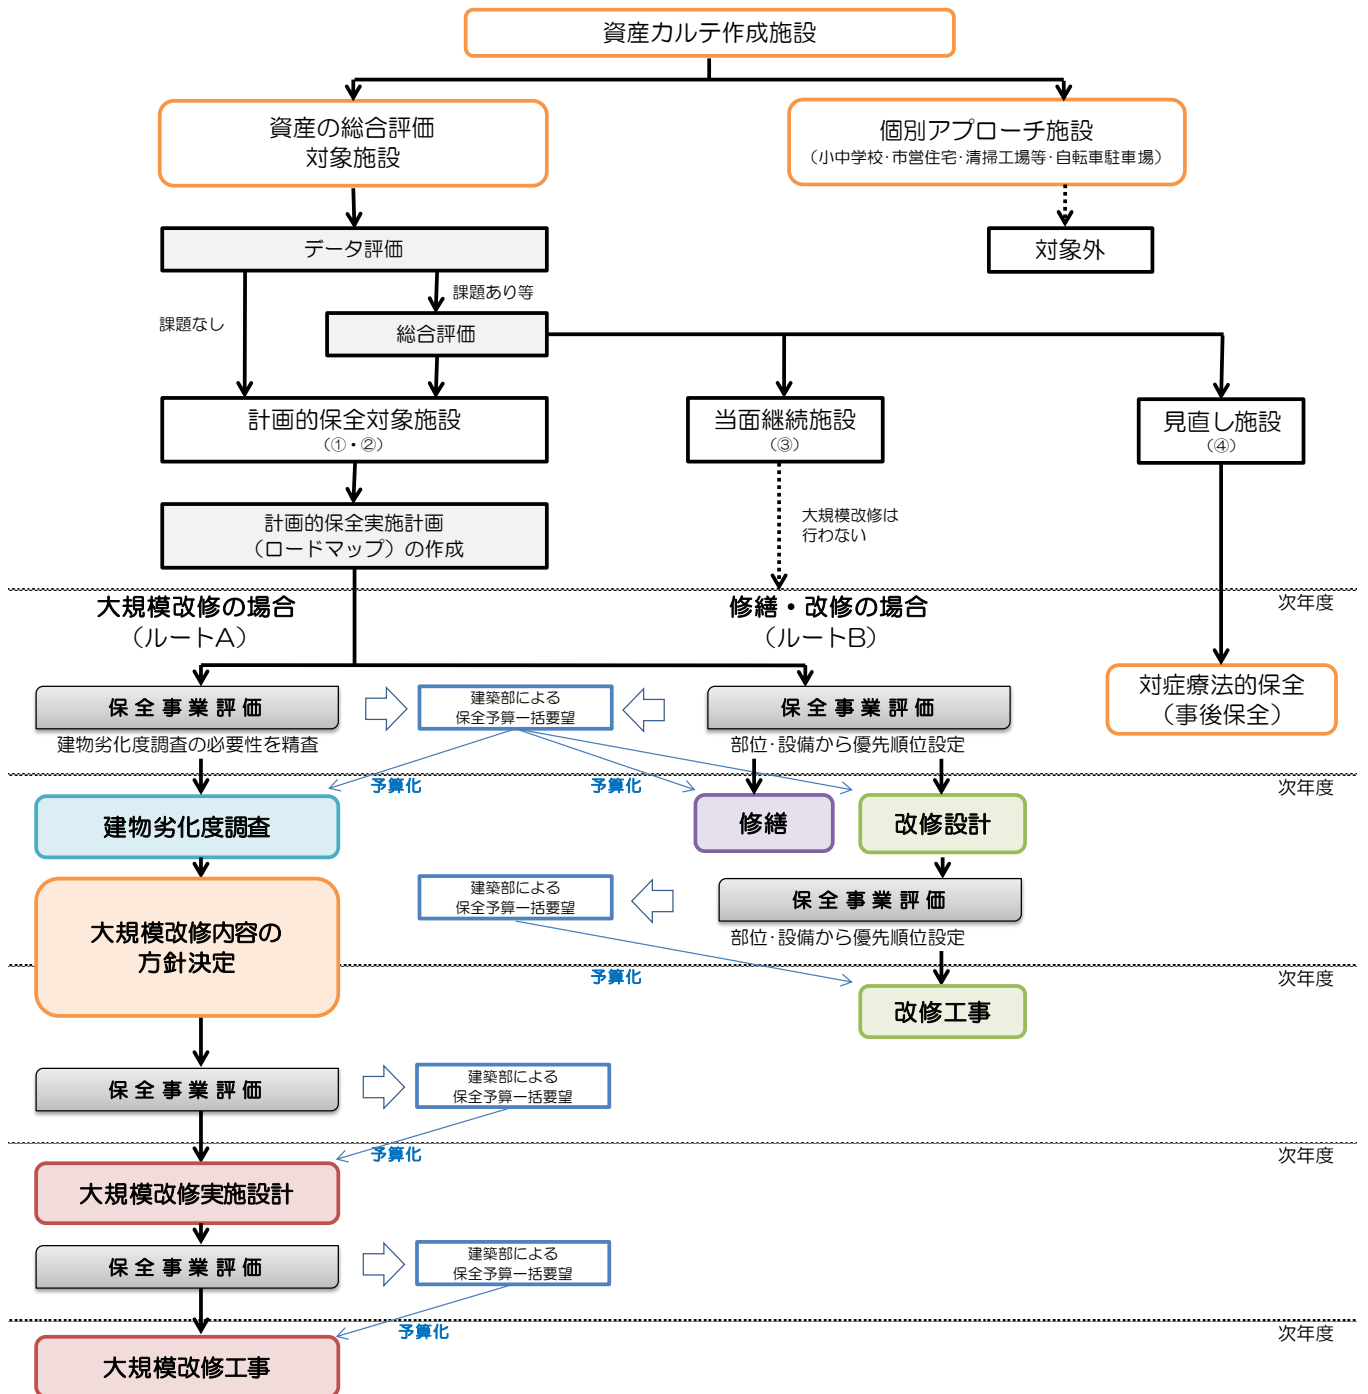 資産カルテ作成施設
資産の総合評価
対象施設
個別アプローチ施設
（小中学校・市営住宅・清掃工場等・自転車駐車場）
データ評価
対象外
課題あり等
課題なし
総合評価
計画的保全対象施設
（①・②）
当面継続施設
（③）
見直し施設
（④）
計画的保全実施計画
（ロードマップ）の作成
大規模改修は
行わない
次年度
大規模改修の場合
（ルートA）
修繕・改修の場合
（ルートB）
保全事業評価
建築部による
保全予算一括要望
保全事業評価
対症療法的保全
（事後保全）
建物劣化度調査の必要性を精査
部位・設備から優先順位設定
予算化
予算化
次年度
建物劣化度調査
修繕
改修設計
建築部による
保全予算一括要望
保全事業評価
部位・設備から優先順位設定
大規模改修内容の
方針決定
予算化
次年度
改修工事
保全事業評価
建築部による
保全予算一括要望
予算化
次年度
大規模改修実施設計
保全事業評価
建築部による
保全予算一括要望
予算化
次年度
大規模改修工事